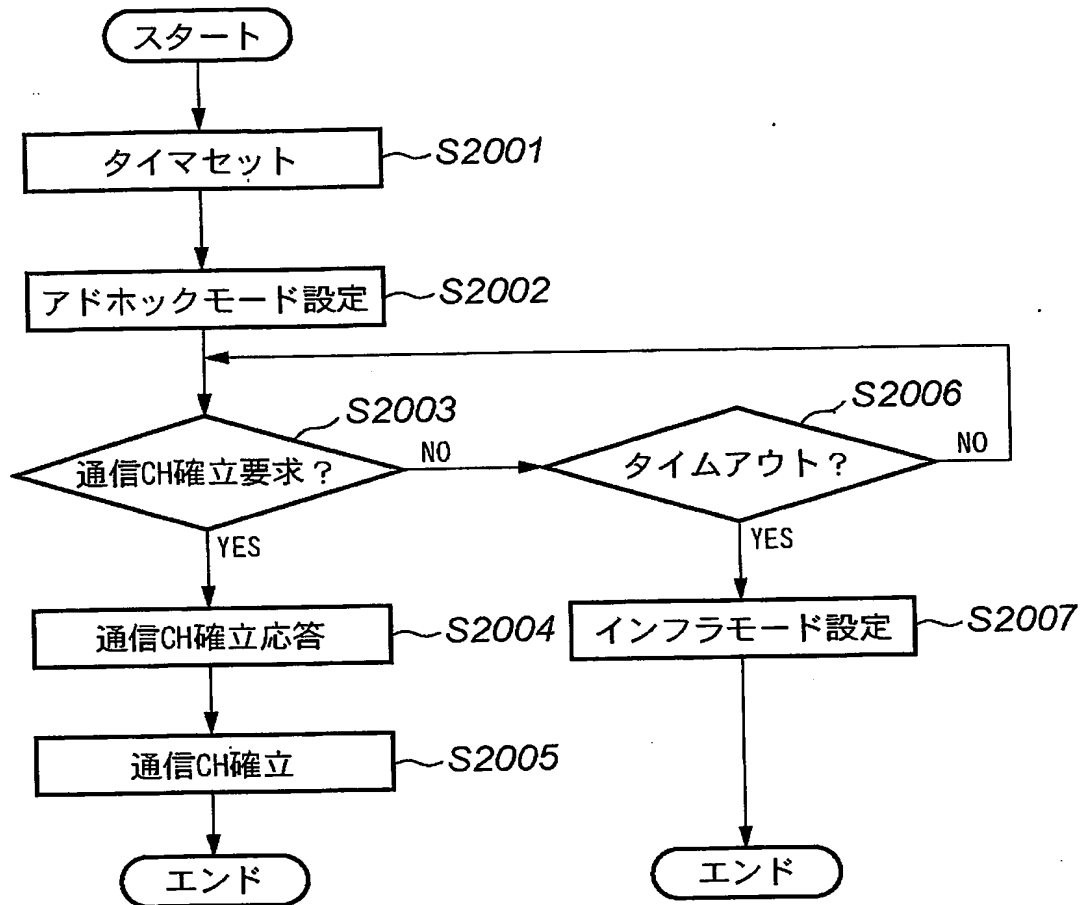 スタート
タイマセット
S2001
アドホックモード設定
S2002
S2003
通信CH確立要求？
NO
YES
S2006
タイムアウト？
NO
YES
通信CH確立応答
S2004
インフラモード設定
S2007
通信CH確立
S2005
エンド
エンド